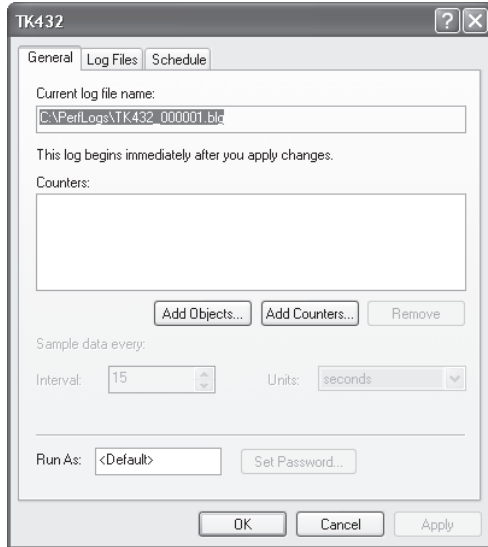 TK432
General Log Files Schedule
Current log file name:
C:\PerfLogs\TK432_000001.blg
This log begins immediately after you apply changes.
Counters:
Add Objects... Add Counters... Remove
Sample data every:
Interval: 15 Units: seconds
Run As: <Default> Set Password...
OK Cancel Apply